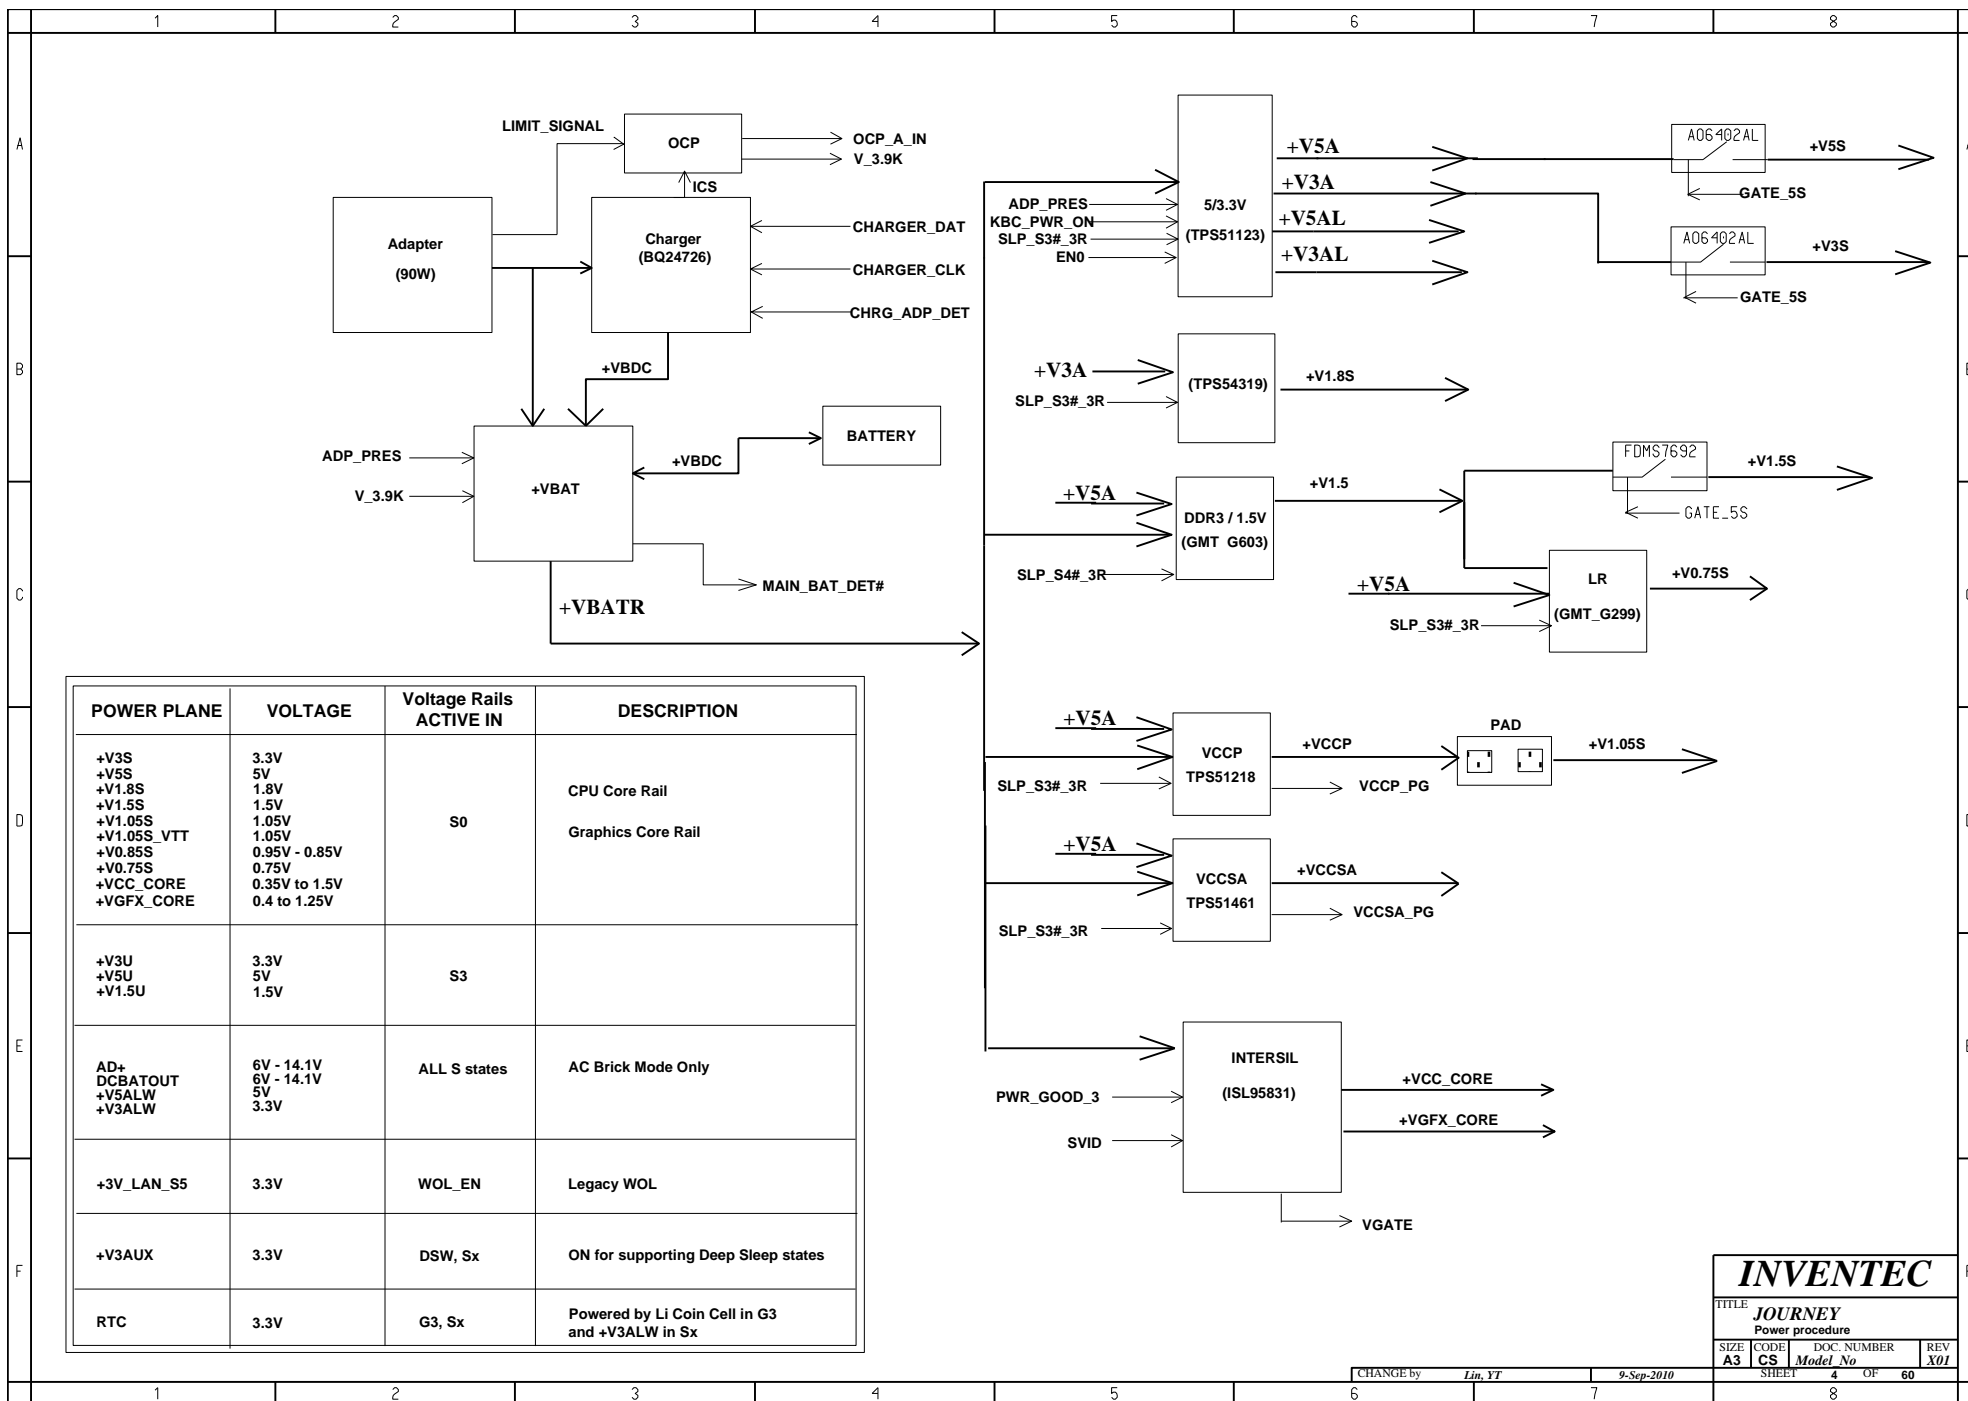 1 2 3 4 5 6 7 8
A
B
C
D
E
F
LIMIT_SIGNAL
OCP
OCP_A_IN
V_3.9K
ICS
Adapter
(90W)
Charger
(BQ24726)
CHARGER_DAT
CHARGER_CLK
CHRG_ADP_DET
+VBDC
BATTERY
ADP_PRES
V_3.9K
+VBAT
+VBDC
MAIN_BAT_DET#
+VBATR
ADP_PRES
KBC_PWR_ON
SLP_S3#_3R
EN0
5/3.3V
(TPS51123)
+V5A
+V3A
+V5AL
+V3AL
AO6402AL
+V5S
GATE_5S
AO6402AL
+V3S
GATE_5S
+V3A
SLP_S3#_3R
(TPS54319)
+V1.8S
+V5A
SLP_S4#_3R
DDR3 / 1.5V
(GMT G603)
+V1.5
FDMS7692
+V1.5S
GATE_5S
+V5A
SLP_S3#_3R
LR
(GMT_G299)
+V0.75S
+V5A
SLP_S3#_3R
VCCP
TPS51218
+VCCP
VCCP_PG
PAD
+V1.05S
+V5A
SLP_S3#_3R
VCCSA
TPS51461
+VCCSA
VCCSA_PG
PWR_GOOD_3
SVID
INTERSIL
(ISL95831)
+VCC_CORE
+VGFX_CORE
VGATE
POWER PLANE VOLTAGE Voltage Rails ACTIVE IN DESCRIPTION
+V3S 3.3V
+V5S 5V
+V1.8S 1.8V
+V1.5S 1.5V
+V1.05S 1.05V
+V1.05S_VTT 1.05V
+V0.85S 0.95V - 0.85V
+V0.75S 0.75V
+VCC_CORE 0.35V to 1.5V
+VGFX_CORE 0.4 to 1.25V
S0
CPU Core Rail
Graphics Core Rail
+V3U 3.3V
+V5U 5V
+V1.5U 1.5V
S3
AD+ 6V - 14.1V
DCBATOUT 6V - 14.1V
+V5ALW 5V
+V3ALW 3.3V
ALL S states
AC Brick Mode Only
+3V_LAN_S5 3.3V WOL_EN Legacy WOL
+V3AUX 3.3V DSW, Sx ON for supporting Deep Sleep states
RTC 3.3V G3, Sx Powered by Li Coin Cell in G3
and +V3ALW in Sx
INVENTEC
TITLE
JOURNEY
Power procedure
SIZE CODE DOC. NUMBER REV
A3 CS Model_No X01
CHANGE by Lin, YT 9-Sep-2010 SHEET 4 OF 60
1 2 3 4 5 6 7 8